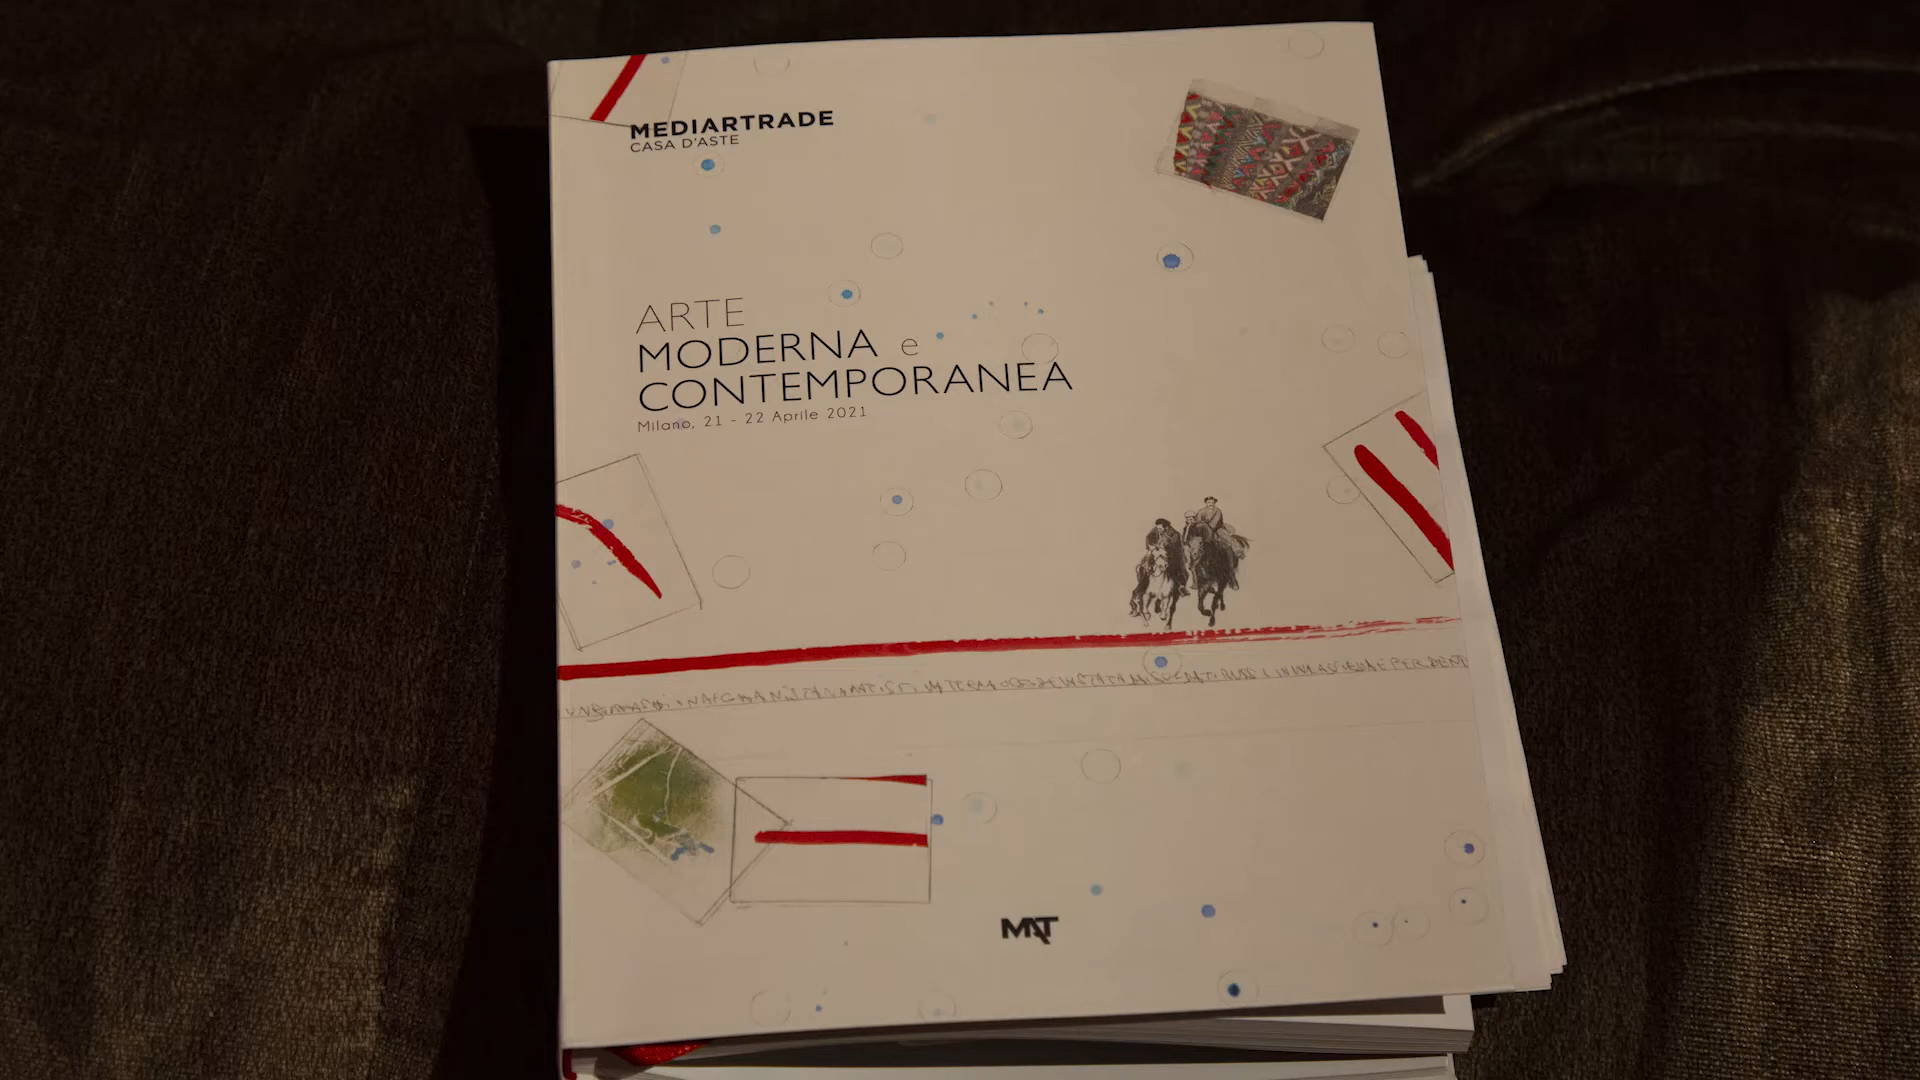 MEDIARTRADE
CASA D'ASTE
ARTE
MODERNA e
CONTEMPORANEA
Milano, 21 - 22 Aprile 2021
MAT